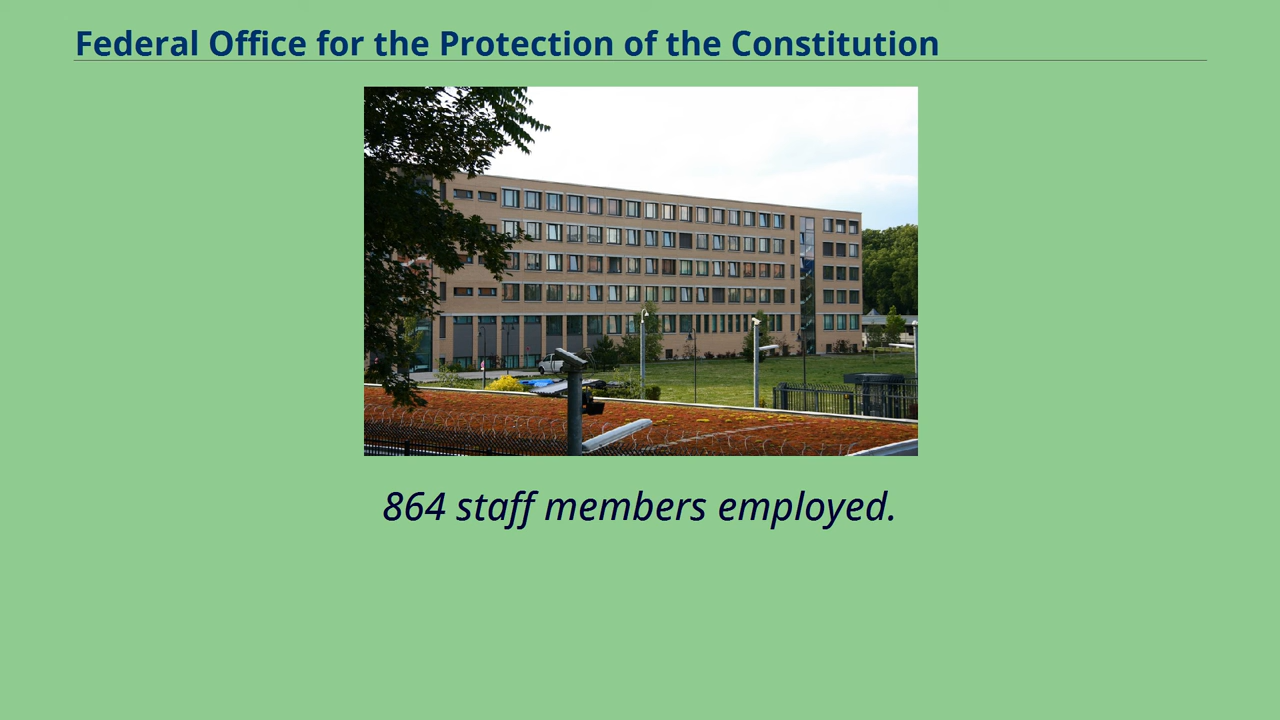 Federal Office for the Protection of the Constitution
864 staff members employed.